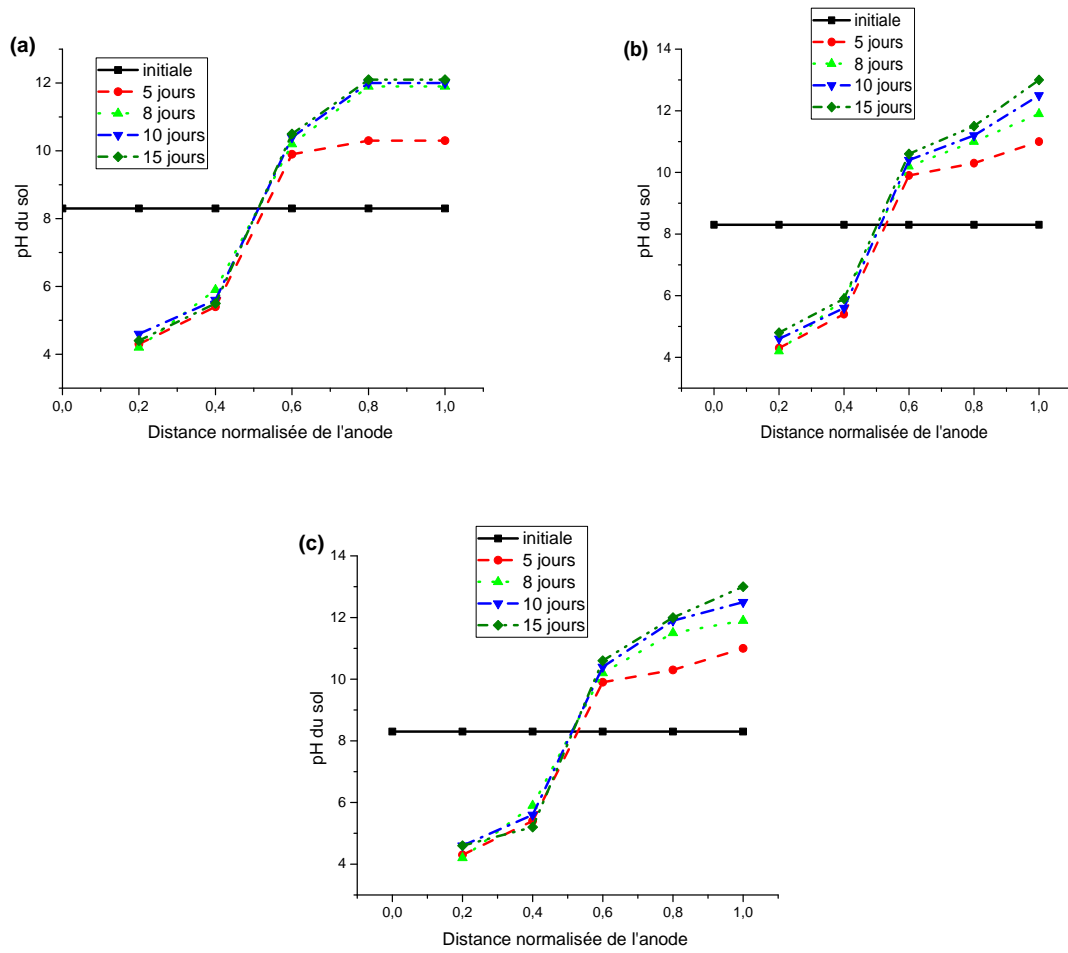 (a)
initiale
5 jours
8 jours
10 jours
15 jours
12
10
8
6
4
pH du sol
0,0 0,2 0,4 0,6 0,8 1,0
Distance normalisée de l'anode
(b)
initiale
5 jours
8 jours
10 jours
15 jours
14
12
10
8
6
4
pH du sol
0,0 0,2 0,4 0,6 0,8 1,0
Distance normalisée de l'anode
(c)
initiale
5 jours
8 jours
10 jours
15 jours
14
12
10
8
6
4
pH du sol
0,0 0,2 0,4 0,6 0,8 1,0
Distance normalisée de l'anode